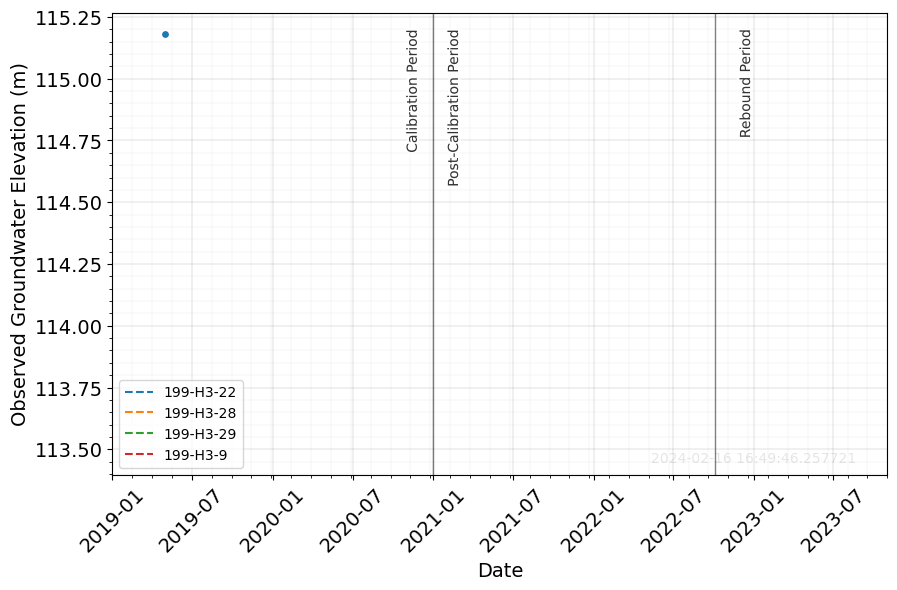 115.25
115.00
114.75
114.50
114.25
114.00
113.75
113.50
Observed Groundwater Elevation (m)
Calibration Period
Post-Calibration Period
Rebound Period
199-H3-22
199-H3-28
199-H3-29
199-H3-9
2024-02-16 16:49:46.257721
2019-01
2019-07
2020-01
2020-07
2021-01
2021-07
2022-01
2022-07
2023-01
2023-07
Date